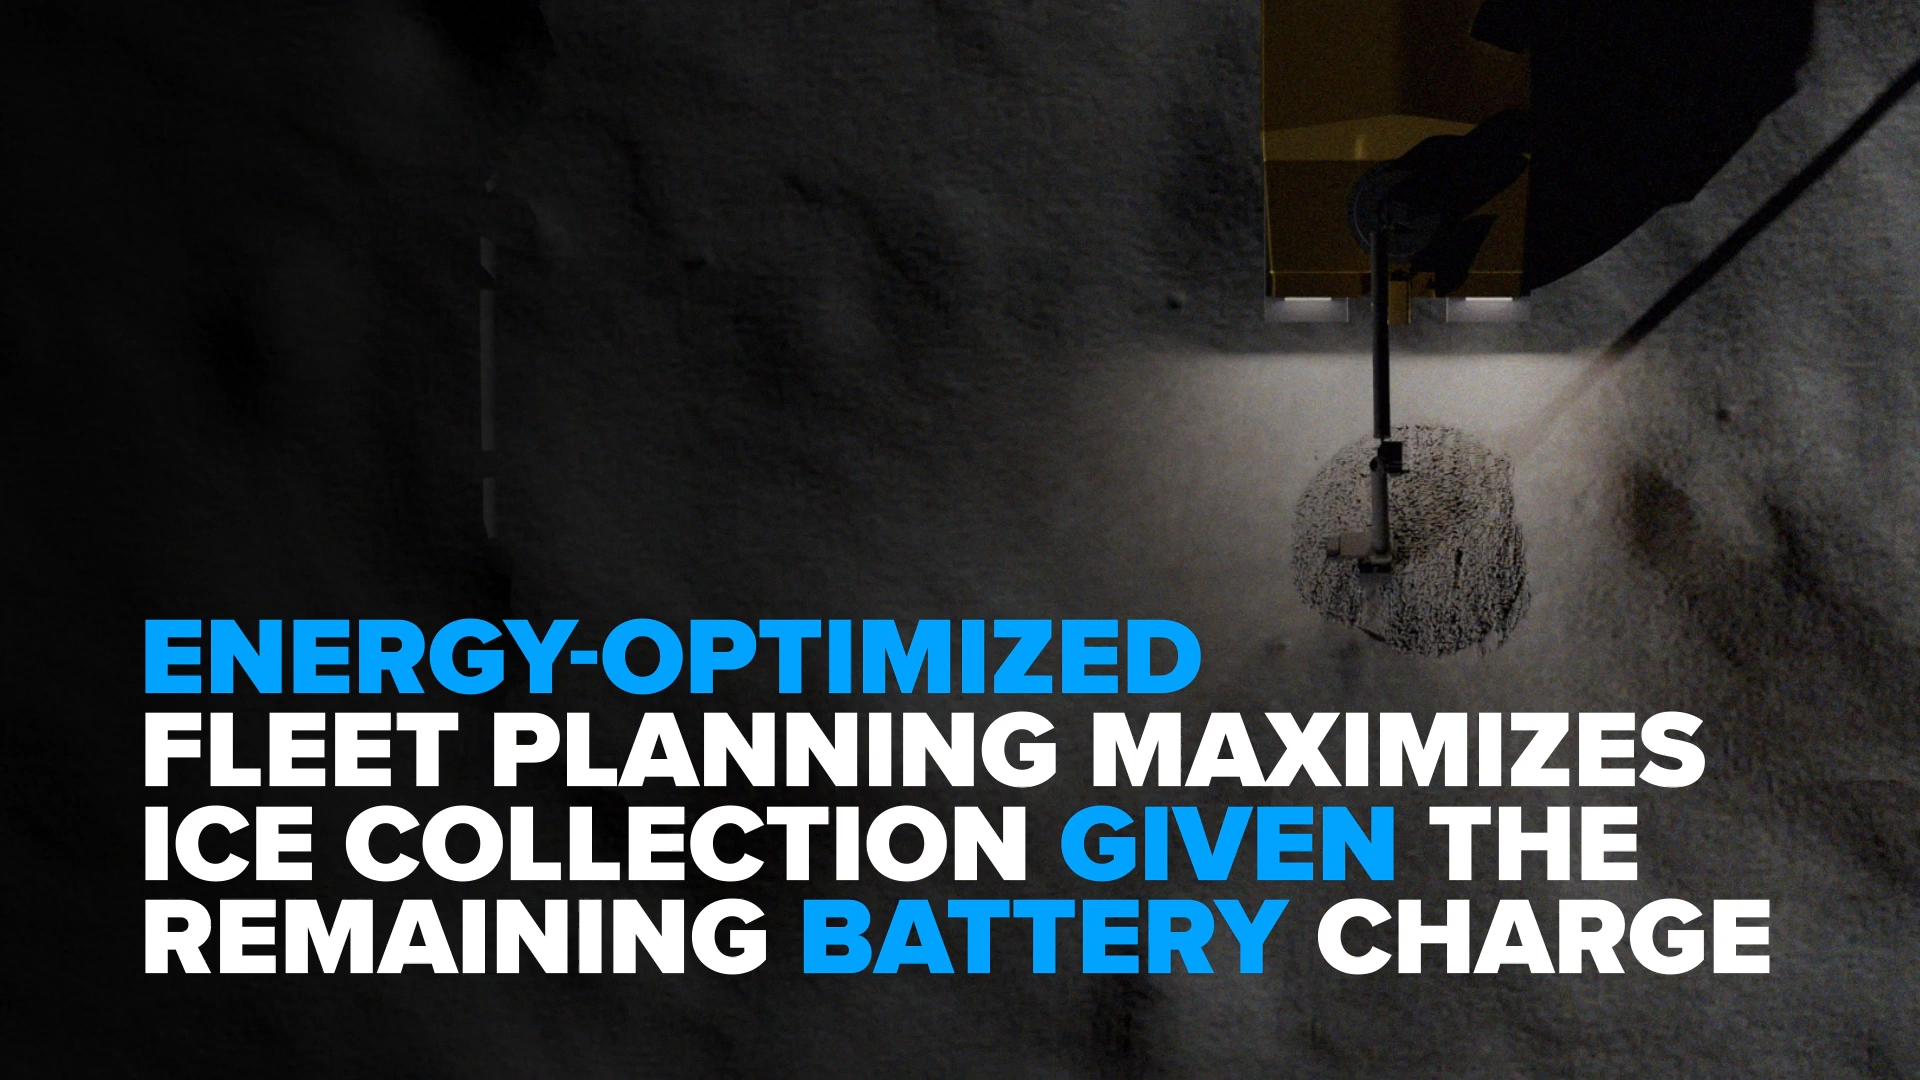 ENERGY-OPTIMIZED
FLEET PLANNING MAXIMIZES
ICE COLLECTION GIVEN THE
REMAINING BATTERY CHARGE